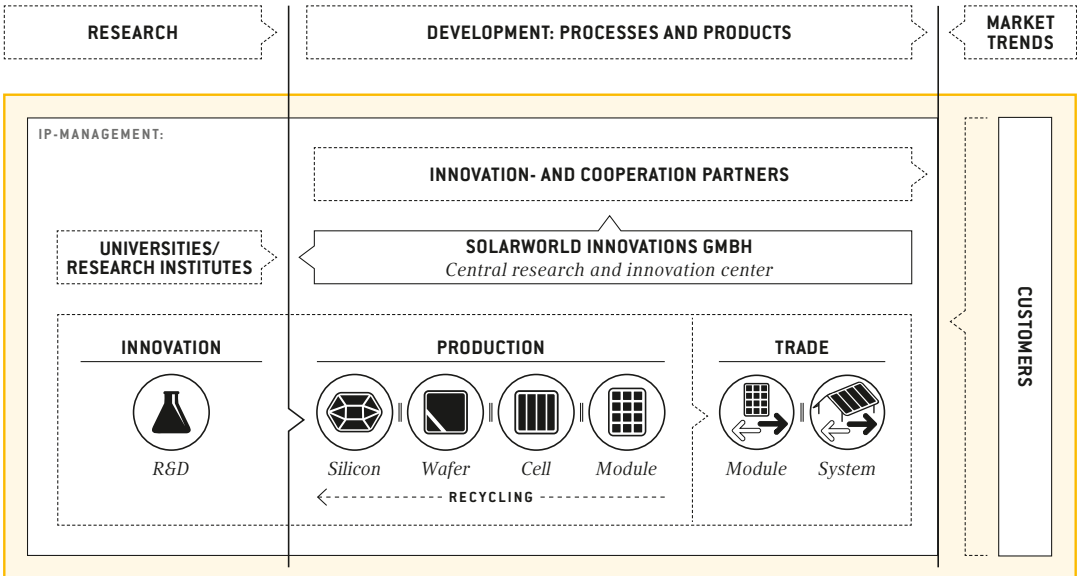 RESEARCH
DEVELOPMENT: PROCESSES AND PRODUCTS
MARKET
TRENDS
IP-MANAGEMENT:
INNOVATION- AND COOPERATION PARTNERS
UNIVERSITIES/
RESEARCH INSTITUTES
SOLARWORLD INNOVATIONS GMBH
Central research and innovation center
CUSTOMERS
INNOVATION
PRODUCTION
TRADE
R&D
Silicon
Wafer
Cell
Module
Module
System
RECYCLING